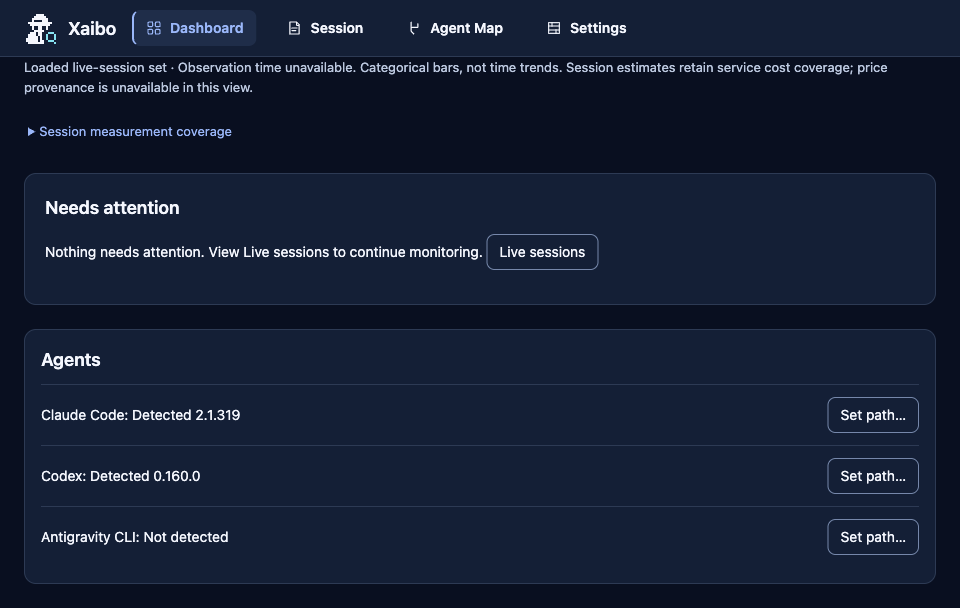 Xaibo
Dashboard
Session
Agent Map
Settings
Loaded live-session set · Observation time unavailable. Categorical bars, not time trends. Session estimates retain service cost coverage; price
provenance is unavailable in this view.
Session measurement coverage
Needs attention
Nothing needs attention. View Live sessions to continue monitoring. Live sessions
Agents
Claude Code: Detected 2.1.319 Set path...
Codex: Detected 0.160.0 Set path...
Antigravity CLI: Not detected Set path...